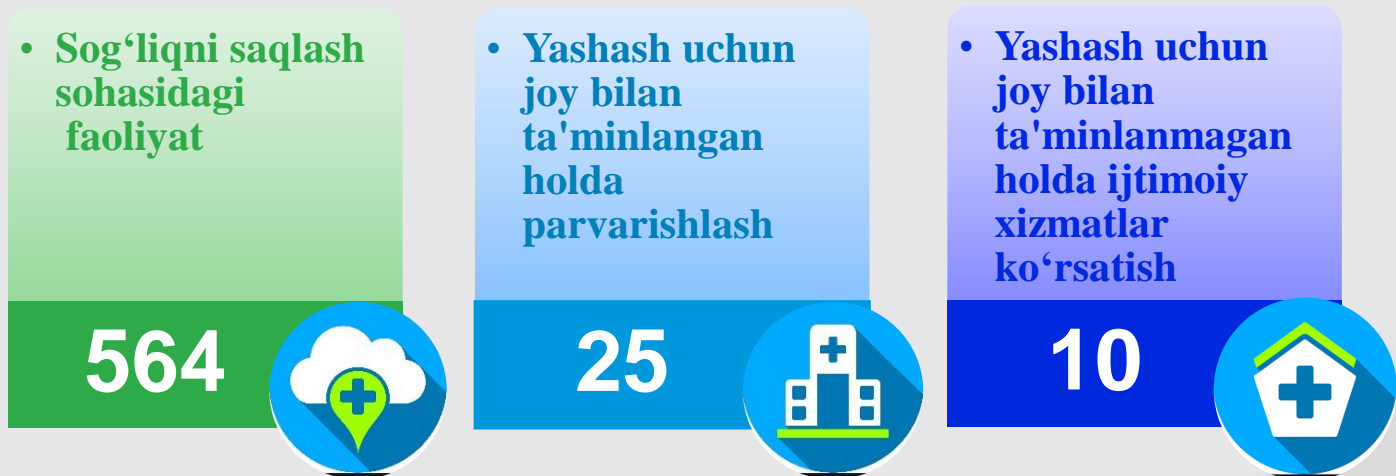 • Sog‘liqni saqlash
sohasidagi
faoliyat
564
• Yashash uchun
joy bilan
ta'minlangan
holda
parvarishlash
25
• Yashash uchun
joy bilan
ta'minlanmagan
holda ijtimoiy
xizmatlar
ko‘rsatish
10